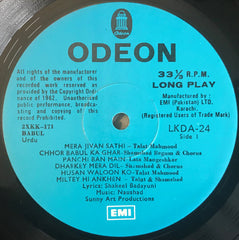 ODEON
All rights of the manufacturer
and of the owners of this
recorded work reserved as
provided by the Copyright Ordi-
nance of 1962. Unauthorised
public performance, broadcas-
ting and copying of this
record prohibited.
33⅓ R.P.M.
LONG PLAY
Manufactured by :
EMI (Pakistan) LTD.
Karachi.
(Registered Users of Trade Mark)
2XKK-171
BABUL
Urdu
LKDA-24
Side 1
MERA JIVAN SATHI - Talat Mahmood
CHHOR BABUL KA GHAR - Shamshad Begum & Chorus
PANCHI BAN MAIN - Lata Mangeshkar
DHARKEY MERA DIL - Shamshad & Chorus
HUSAN WALOON KO - Talat Mahmood
MILTEY HI ANKHEN - Talat & Shamshad
Lyrics: Shakeel Badayuni
Music: Naushad
Sunny Art Productions
EMI